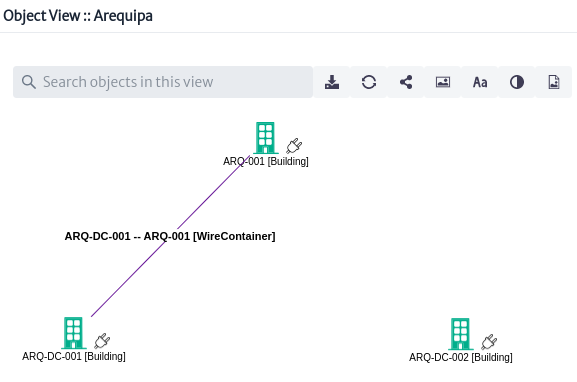 Object View :: Arequipa
Search objects in this view
Aa
ARQ-001 [Building]
ARQ-DC-001 -- ARQ-001 [WireContainer]
ARQ-DC-001 [Building]
ARQ-DC-002 [Building]